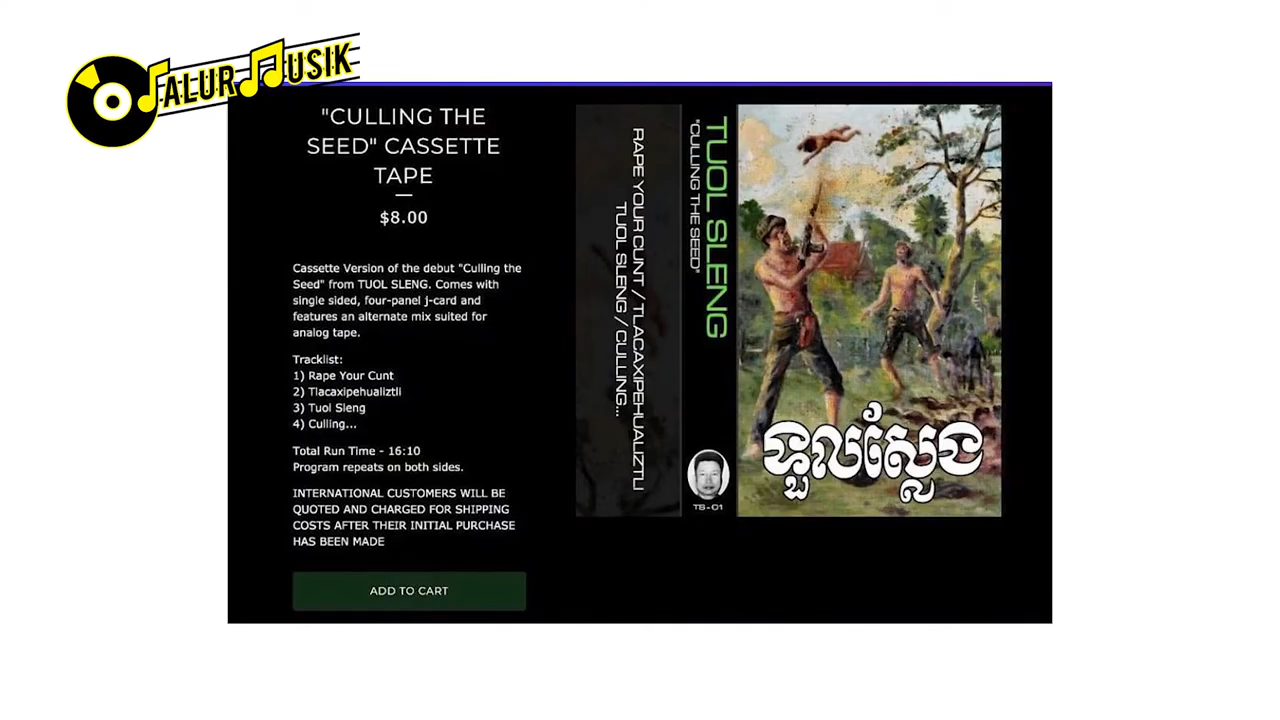 JALUR MUSIK
"CULLING THE
SEED" CASSETTE
TAPE
$8.00
Cassette Version of the debut "Culling the
Seed" from TUOL SLENG. Comes with
single sided, four-panel j-card and
features an alternate mix suited for
analog tape.
Tracklist:
1) Rape Your Cunt
2) Tlacaxipehualiztli
3) Tuol Sleng
4) Culling...
Total Run Time - 16:10
Program repeats on both sides.
INTERNATIONAL CUSTOMERS WILL BE
QUOTED AND CHARGED FOR SHIPPING
COSTS AFTER THEIR INITIAL PURCHASE
HAS BEEN MADE
ADD TO CART
RAPE YOUR CUNT / TLACAXIPEHUALIZTLI
TUOL SLENG / CULLING...
TUOL SLENG
"CULLING THE SEED"
TS-01
ទួលស្លែង